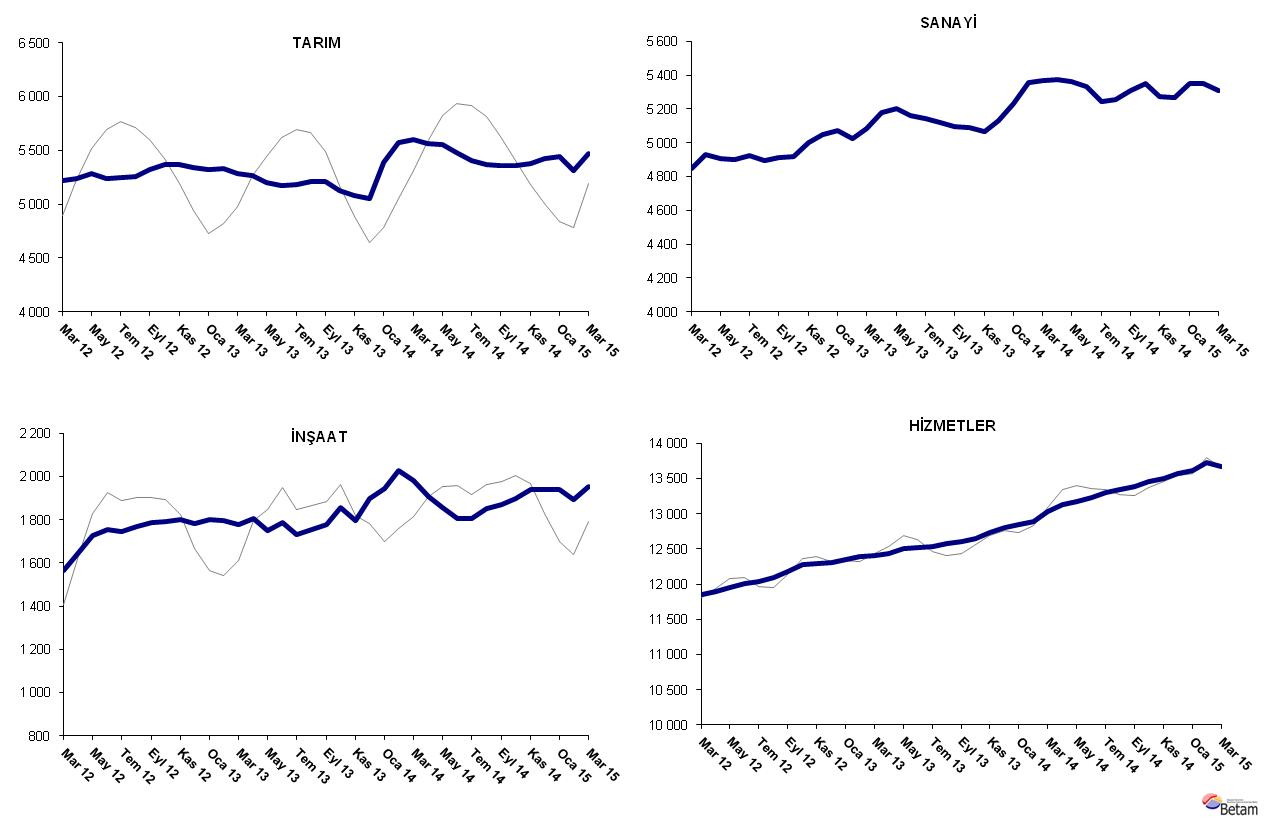 TARIM
6 500
6 000
5 500
5 000
4 500
4 000
Mar 12
May 12
Tem 12
Eyl 12
Kas 12
Oca 13
Mar 13
May 13
Tem 13
Eyl 13
Kas 13
Oca 14
Mar 14
May 14
Tem 14
Eyl 14
Kas 14
Oca 15
Mar 15
SANAYİ
5 600
5 400
5 200
5 000
4 800
4 600
4 400
4 200
4 000
Mar 12
May 12
Tem 12
Eyl 12
Kas 12
Oca 13
Mar 13
May 13
Tem 13
Eyl 13
Kas 13
Oca 14
Mar 14
May 14
Tem 14
Eyl 14
Kas 14
Oca 15
Mar 15
İNŞAAT
2 200
2 000
1 800
1 600
1 400
1 200
1 000
800
Mar 12
May 12
Tem 12
Eyl 12
Kas 12
Oca 13
Mar 13
May 13
Tem 13
Eyl 13
Kas 13
Oca 14
Mar 14
May 14
Tem 14
Eyl 14
Kas 14
Oca 15
Mar 15
HİZMETLER
14 000
13 500
13 000
12 500
12 000
11 500
11 000
10 500
10 000
Mar 12
May 12
Tem 12
Eyl 12
Kas 12
Oca 13
Mar 13
May 13
Tem 13
Eyl 13
Kas 13
Oca 14
Mar 14
May 14
Tem 14
Eyl 14
Kas 14
Oca 15
Mar 15
Betam